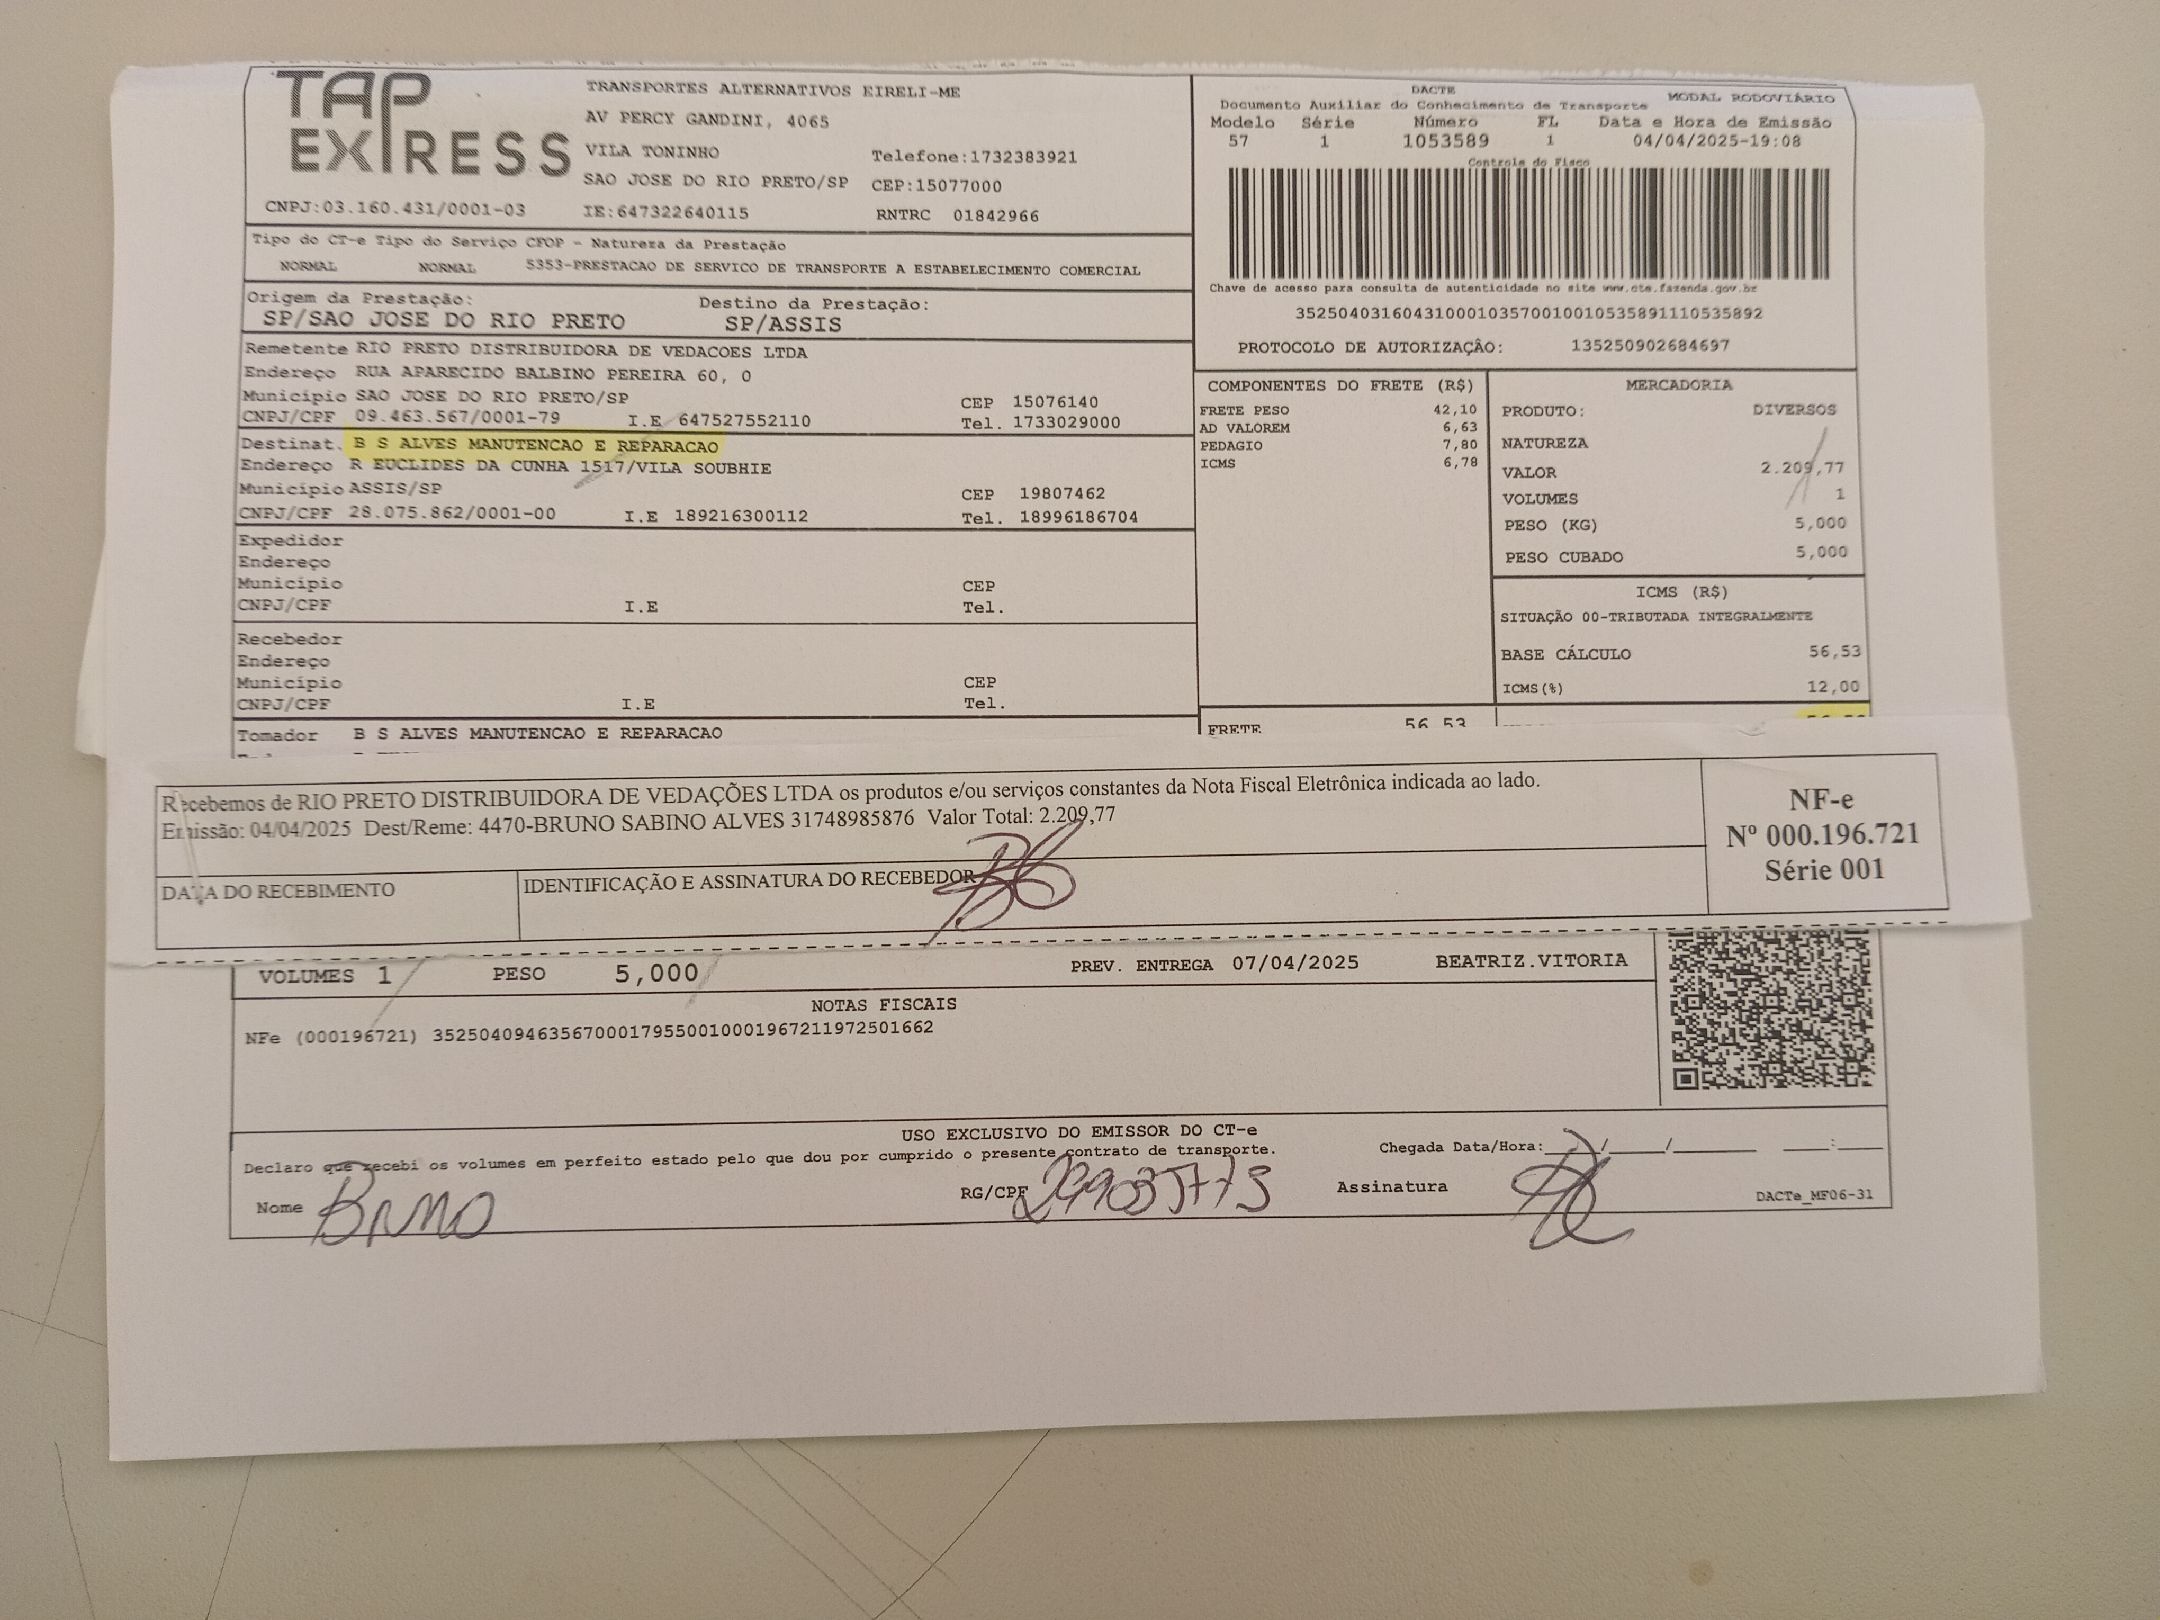 TAP EXPRESS
TRANSPORTES ALTERNATIVOS EIRELI-ME
AV PERCY GANDINI, 4065
VILA TONINHO Telefone:1732383921
SAO JOSE DO RIO PRETO/SP CEP:15077000
CNPJ:03.160.431/0001-03 IE:647322640115 RNTRC 01842966
DACTE MODAL RODOVIÁRIO
Documento Auxiliar do Conhecimento de Transporte
Modelo Série Número FL Data e Hora de Emissão
57 1 1053589 1 04/04/2025-19:08
Controle do Fisco
Chave de acesso para consulta de autenticidade no site www.cte.fazenda.gov.br
35250403160431000103570010010535891110535892
PROTOCOLO DE AUTORIZAÇÃO: 135250902684697
Tipo do CT-e Tipo do Serviço CFOP - Natureza da Prestação
NORMAL NORMAL 5353-PRESTACAO DE SERVICO DE TRANSPORTE A ESTABELECIMENTO COMERCIAL
Origem da Prestação: Destino da Prestação:
SP/SAO JOSE DO RIO PRETO SP/ASSIS
Remetente RIO PRETO DISTRIBUIDORA DE VEDACOES LTDA
Endereço RUA APARECIDO BALBINO PEREIRA 60, 0
Município SAO JOSE DO RIO PRETO/SP CEP 15076140
CNPJ/CPF 09.463.567/0001-79 I.E 647527552110 Tel. 1733029000
Destinat. B S ALVES MANUTENCAO E REPARACAO
Endereço R EUCLIDES DA CUNHA 1517/VILA SOUBHIE
Município ASSIS/SP CEP 19807462
CNPJ/CPF 28.075.862/0001-00 I.E 189216300112 Tel. 18996186704
Expedidor
Endereço
Município CEP
CNPJ/CPF I.E Tel.
Recebedor
Endereço
Município CEP
CNPJ/CPF I.E Tel.
Tomador B S ALVES MANUTENCAO E REPARACAO
COMPONENTES DO FRETE (R$)
FRETE PESO 42,10
AD VALOREM 6,63
PEDAGIO 7,80
ICMS 6,78
FRETE 56,53
MERCADORIA
PRODUTO: DIVERSOS
NATUREZA
VALOR 2.209,77
VOLUMES 1
PESO (KG) 5,000
PESO CUBADO 5,000
ICMS (R$)
SITUAÇÃO 00-TRIBUTADA INTEGRALMENTE
BASE CÁLCULO 56,53
ICMS(%) 12,00
Recebemos de RIO PRETO DISTRIBUIDORA DE VEDAÇÕES LTDA os produtos e/ou serviços constantes da Nota Fiscal Eletrônica indicada ao lado.
Emissão: 04/04/2025 Dest/Reme: 4470-BRUNO SABINO ALVES 31748985876 Valor Total: 2.209,77
DATA DO RECEBIMENTO IDENTIFICAÇÃO E ASSINATURA DO RECEBEDOR
NF-e
Nº 000.196.721
Série 001
VOLUMES 1 PESO 5,000 PREV. ENTREGA 07/04/2025 BEATRIZ.VITORIA
NOTAS FISCAIS
NFe (000196721) 35250409463567000179550010001967211972501662
USO EXCLUSIVO DO EMISSOR DO CT-e
Declaro que recebi os volumes em perfeito estado pelo que dou por cumprido o presente contrato de transporte. Chegada Data/Hora:
Nome Bruno RG/CPF Assinatura DACTe_MF06-31